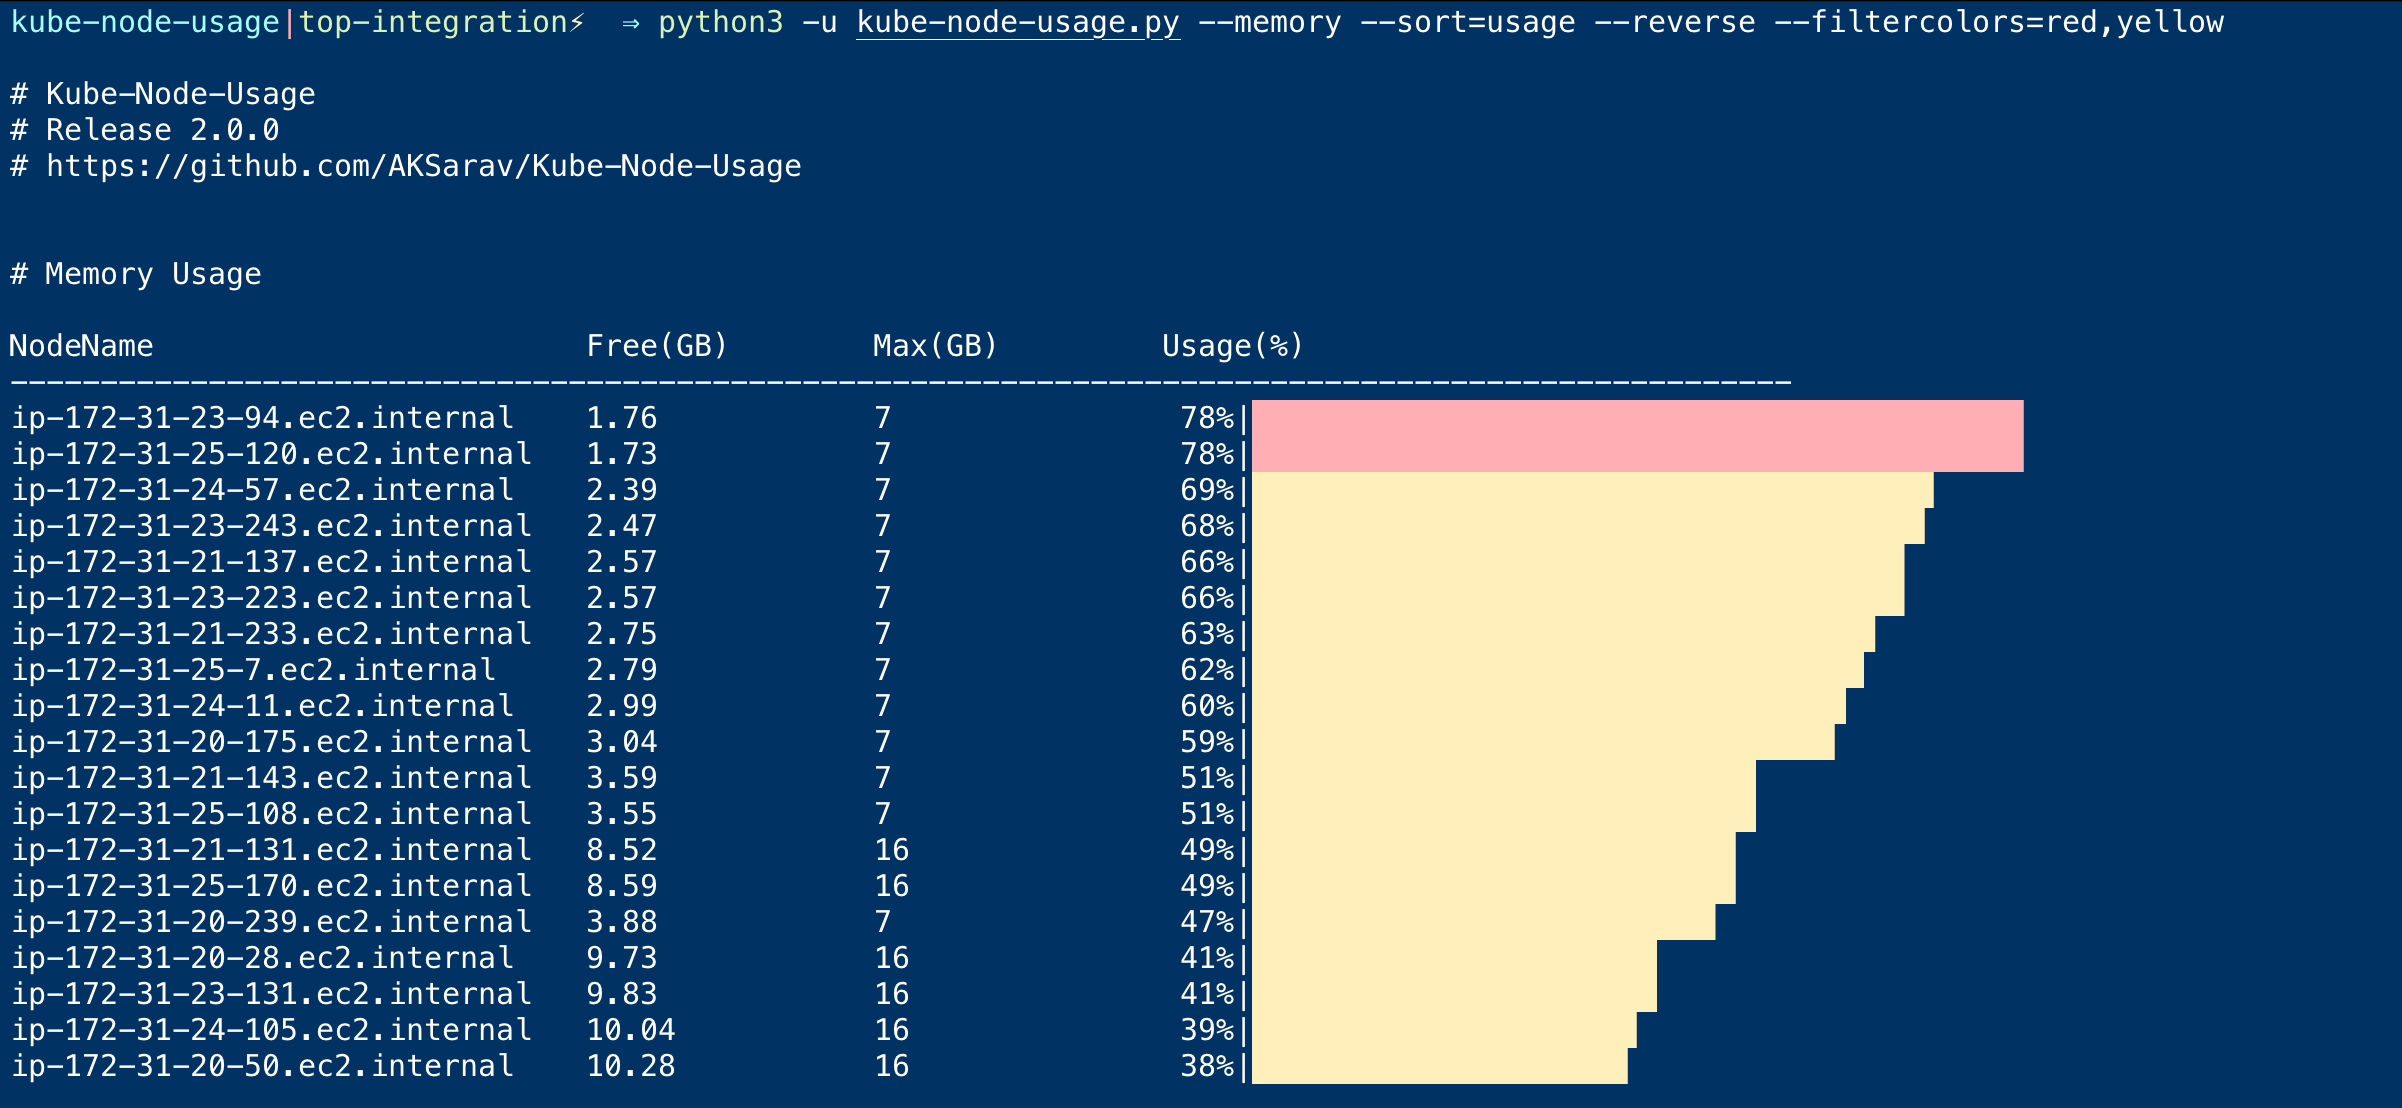 kube-node-usage|top-integration⚡ ⇒ python3 -u kube-node-usage.py --memory --sort=usage --reverse --filtercolors=red,yellow
# Kube-Node-Usage
# Release 2.0.0
# https://github.com/AKSarav/Kube-Node-Usage
# Memory Usage
NodeName Free(GB) Max(GB) Usage(%)
---------------------------------------------------------------------------------------------------
ip-172-31-23-94.ec2.internal 1.76 7 78%|
ip-172-31-25-120.ec2.internal 1.73 7 78%|
ip-172-31-24-57.ec2.internal 2.39 7 69%|
ip-172-31-23-243.ec2.internal 2.47 7 68%|
ip-172-31-21-137.ec2.internal 2.57 7 66%|
ip-172-31-23-223.ec2.internal 2.57 7 66%|
ip-172-31-21-233.ec2.internal 2.75 7 63%|
ip-172-31-25-7.ec2.internal 2.79 7 62%|
ip-172-31-24-11.ec2.internal 2.99 7 60%|
ip-172-31-20-175.ec2.internal 3.04 7 59%|
ip-172-31-21-143.ec2.internal 3.59 7 51%|
ip-172-31-25-108.ec2.internal 3.55 7 51%|
ip-172-31-21-131.ec2.internal 8.52 16 49%|
ip-172-31-25-170.ec2.internal 8.59 16 49%|
ip-172-31-20-239.ec2.internal 3.88 7 47%|
ip-172-31-20-28.ec2.internal 9.73 16 41%|
ip-172-31-23-131.ec2.internal 9.83 16 41%|
ip-172-31-24-105.ec2.internal 10.04 16 39%|
ip-172-31-20-50.ec2.internal 10.28 16 38%|